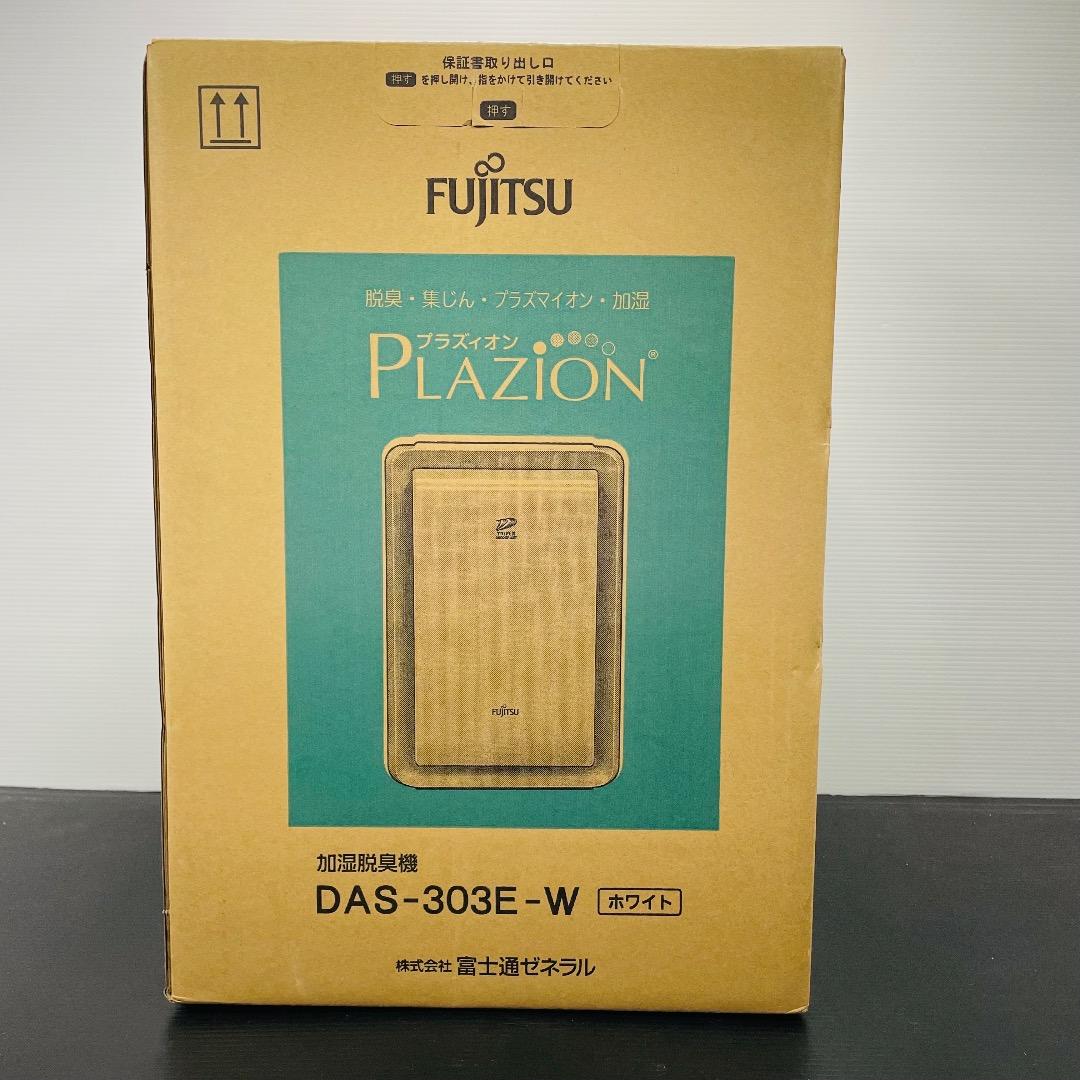 保証書取り出し口
押す を押し開け、指をかけて引き開けてください
押す
FUJITSU
脱臭・集じん・プラズマイオン・加湿
プラズィオン
PLAZION®
FUJITSU
加湿脱臭機
DAS-303E-W ホワイト
株式会社 富士通ゼネラル